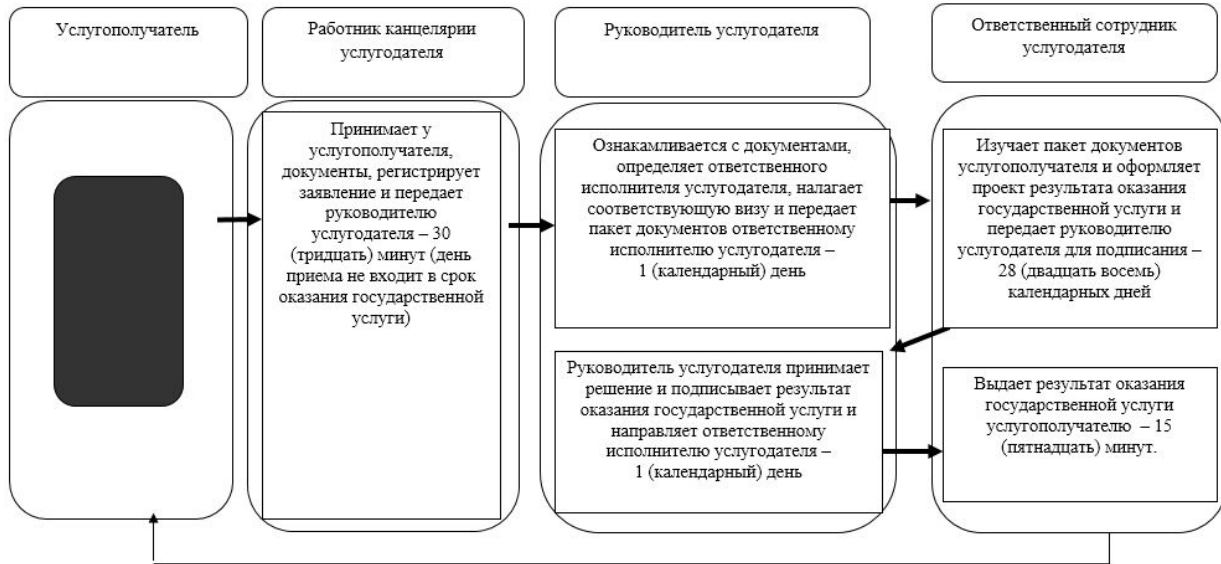 Услугополучатель
Работник канцелярии
услугодателя
Руководитель услугодателя
Ответственный сотрудник
услугодателя
Принимает у
услугополучателя,
документы, регистрирует
заявление и передает
руководителю
услугодателя – 30
(тридцать) минут (день
приема не входит в срок
оказания государственной
услуги)
Ознакамливается с документами,
определяет ответственного
исполнителя услугодателя, налагает
соответствующую визу и передает
пакет документов ответственному
исполнителю услугодателя –
1 (календарный) день
Изучает пакет документов
услугополучателя и оформляет
проект результата оказания
государственной услуги и
передает руководителю
услугодателя для подписания –
28 (двадцать восемь)
календарных дней
Руководитель услугодателя принимает
решение и подписывает результат
оказания государственной услуги и
направляет ответственному
исполнителю услугодателя –
1 (календарный) день
Выдает результат оказания
государственной услуги
услугополучателю – 15
(пятнадцать) минут.